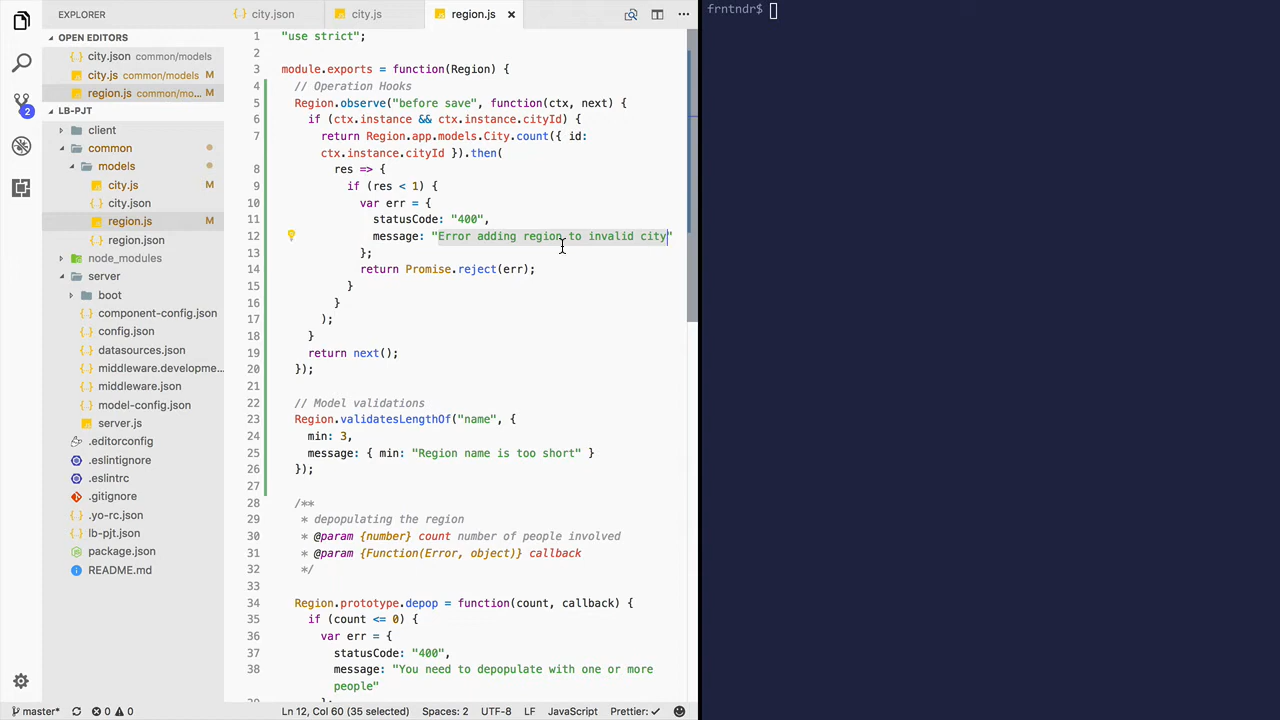 EXPLORER
OPEN EDITORS
city.json common/models
city.js common/models M
region.js common/mo... M
LB-PJT
client
common
models
city.js M
city.json
region.js M
region.json
node_modules
server
boot
component-config.json
config.json
datasources.json
middleware.developme...
middleware.json
model-config.json
server.js
.editorconfig
.eslintignore
.eslintrc
.gitignore
.yo-rc.json
lb-pjt.json
package.json
README.md
2
city.json city.js region.js
1 "use strict";
2
3 module.exports = function(Region) {
4 // Operation Hooks
5 Region.observe("before save", function(ctx, next) {
6 if (ctx.instance && ctx.instance.cityId) {
7 return Region.app.models.City.count({ id:
ctx.instance.cityId }).then(
8 res => {
9 if (res < 1) {
10 var err = {
11 statusCode: "400",
12 message: "Error adding region to invalid city"
13 };
14 return Promise.reject(err);
15 }
16 }
17 );
18 }
19 return next();
20 });
21
22 // Model validations
23 Region.validatesLengthOf("name", {
24 min: 3,
25 message: { min: "Region name is too short" }
26 });
27
28 /**
29 * depopulating the region
30 * @param {number} count number of people involved
31 * @param {Function(Error, object)} callback
32 */
33
34 Region.prototype.depop = function(count, callback) {
35 if (count <= 0) {
36 var err = {
37 statusCode: "400",
38 message: "You need to depopulate with one or more
people"
frntndr$
master* 0 0 Ln 12, Col 60 (35 selected) Spaces: 2 UTF-8 LF JavaScript Prettier: ✓